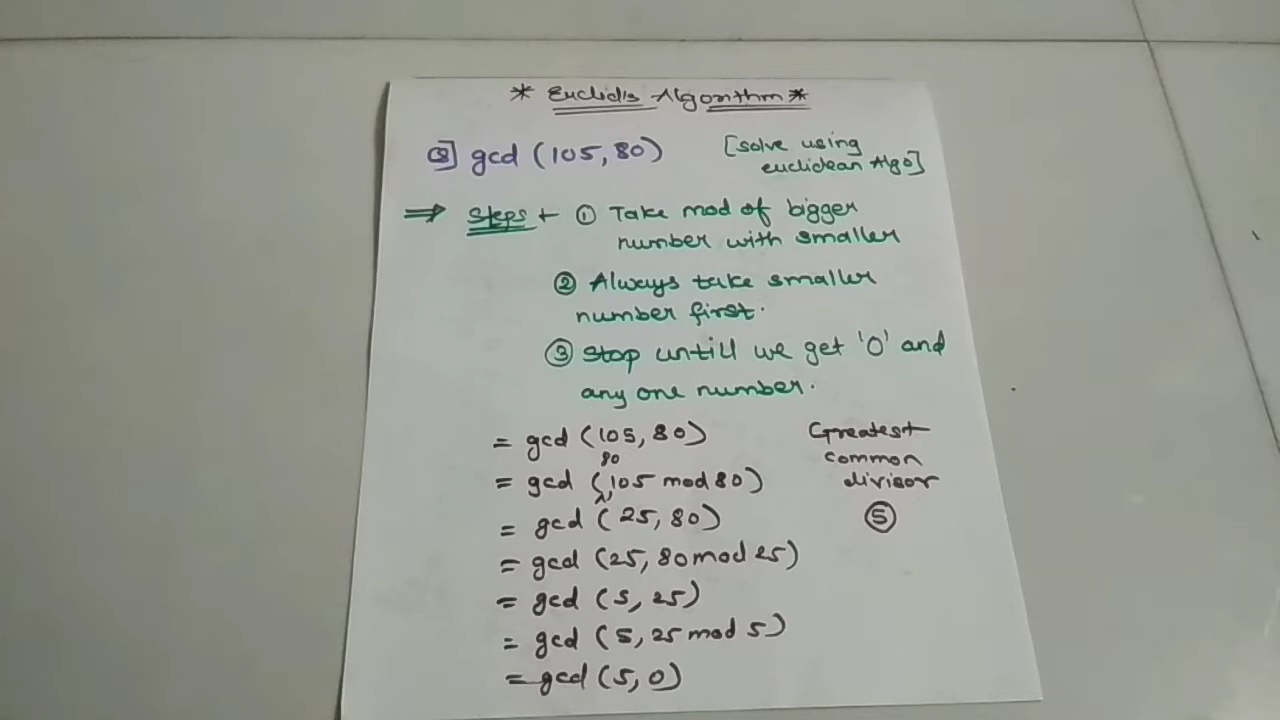 * Euclid's Algorithm *
Q] gcd (105, 80) [solve using
euclidean Algo]
⇒ Steps + ① Take mod of bigger
number with smaller
② Always take smaller
number first.
③ Stop untill we get '0' and
any one number.
= gcd (105, 80)
80
= gcd (, 105 mod 80)
= gcd (25, 80)
= gcd (25, 80 mod 25)
= gcd (5, 25)
= gcd (5, 25 mod 5)
= gcd (5, 0)
Greatest
common
divisor
⑤